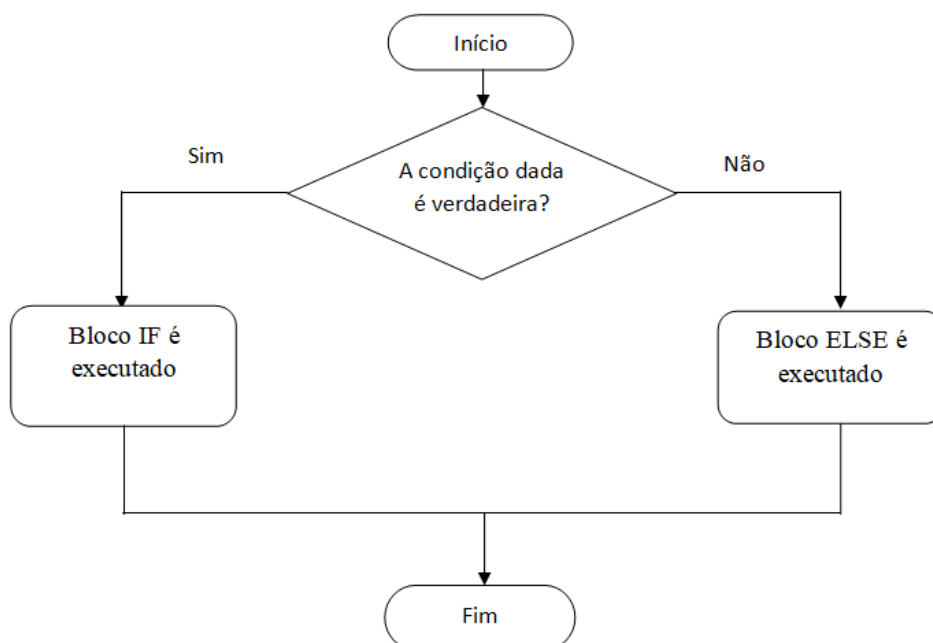 Início
A condição dada
é verdadeira?
Sim
Não
Bloco IF é
executado
Bloco ELSE é
executado
Fim